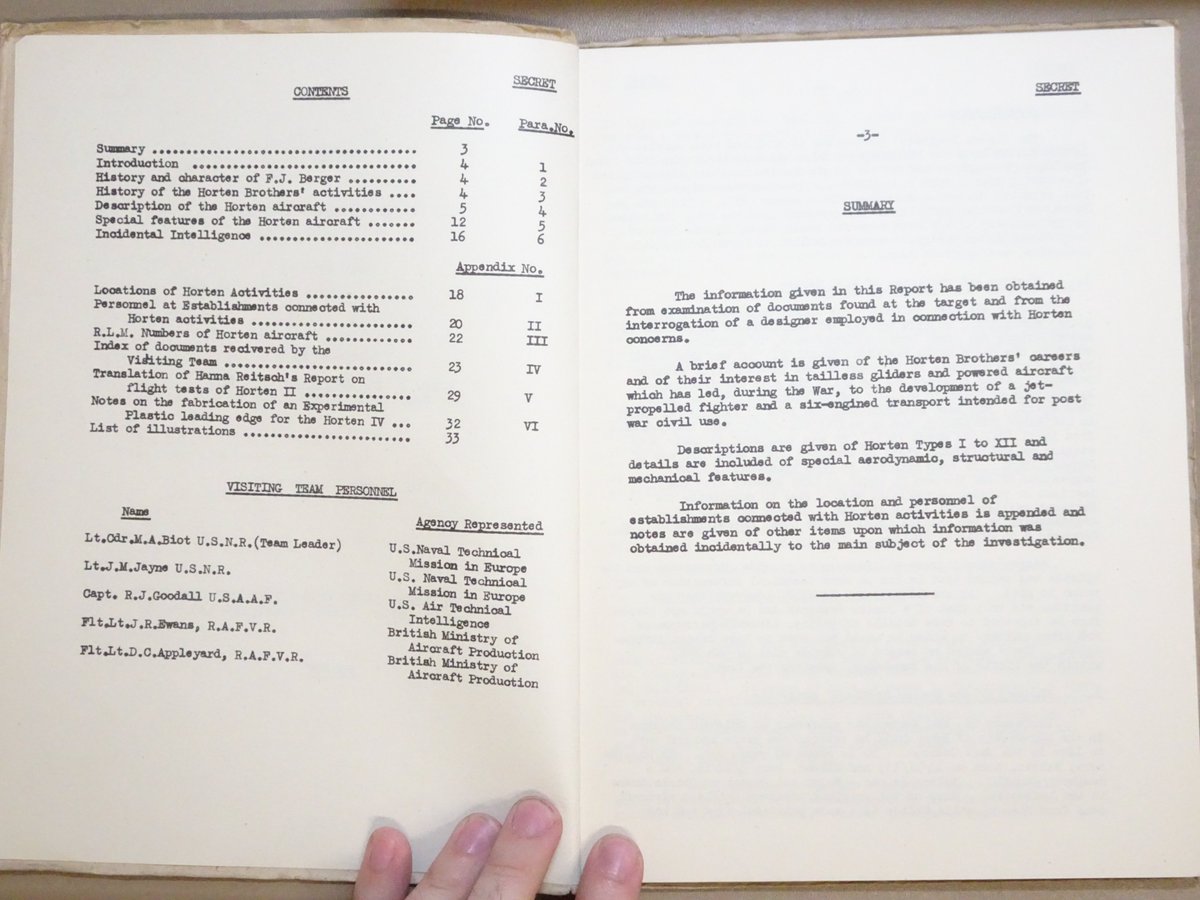 CONTENTS
SECRET
Page No. Para.No.
Summary ........................................ 3
Introduction .................................. 4 1
History and character of F.J. Berger .......... 4 2
History of the Horten Brothers' activities .... 4 3
Description of the Horten aircraft ............ 5 4
Special features of the Horten aircraft ....... 12 5
Incidental Intelligence ....................... 16 6
Appendix No.
Locations of Horten Activities ................ 18 I
Personnel at Establishments connected with
Horten activities ....................... 20 II
R.L.M. Numbers of Horten aircraft ............. 22 III
Index of documents recivered by the
Visiting Team ........................... 23 IV
Translation of Hanna Reitsch's Report on
flight tests of Horten II ............... 29 V
Notes on the fabrication of an Experimental
Plastic leading edge for the Horten IV ... 32 VI
List of illustrations ......................... 33
VISITING TEAM PERSONNEL
Name Agency Represented
Lt.Cdr.M.A.Biot U.S.N.R.(Team Leader) U.S.Naval Technical
Mission in Europe
Lt.J.M.Jayne U.S.N.R. U.S. Naval Technical
Mission in Europe
Capt. R.J.Goodall U.S.A.A.F. U.S. Air Technical
Intelligence
Flt.Lt.J.R.Ewans, R.A.F.V.R. British Ministry of
Aircraft Production
Flt.Lt.D.C.Appleyard, R.A.F.V.R. British Ministry of
Aircraft Production
SECRET
-3-
SUMMARY
The information given in this Report has been obtained
from examination of documents found at the target and from the
interrogation of a designer employed in connection with Horten
concerns.
A brief account is given of the Horten Brothers' careers
and of their interest in tailless gliders and powered aircraft
which has led, during the War, to the development of a jet-
propelled fighter and a six-engined transport intended for post
war civil use.
Descriptions are given of Horten Types I to XII and
details are included of special aerodynamic, structural and
mechanical features.
Information on the location and personnel of
establishments connected with Horten activities is appended and
notes are given of other items upon which information was
obtained incidentally to the main subject of the investigation.